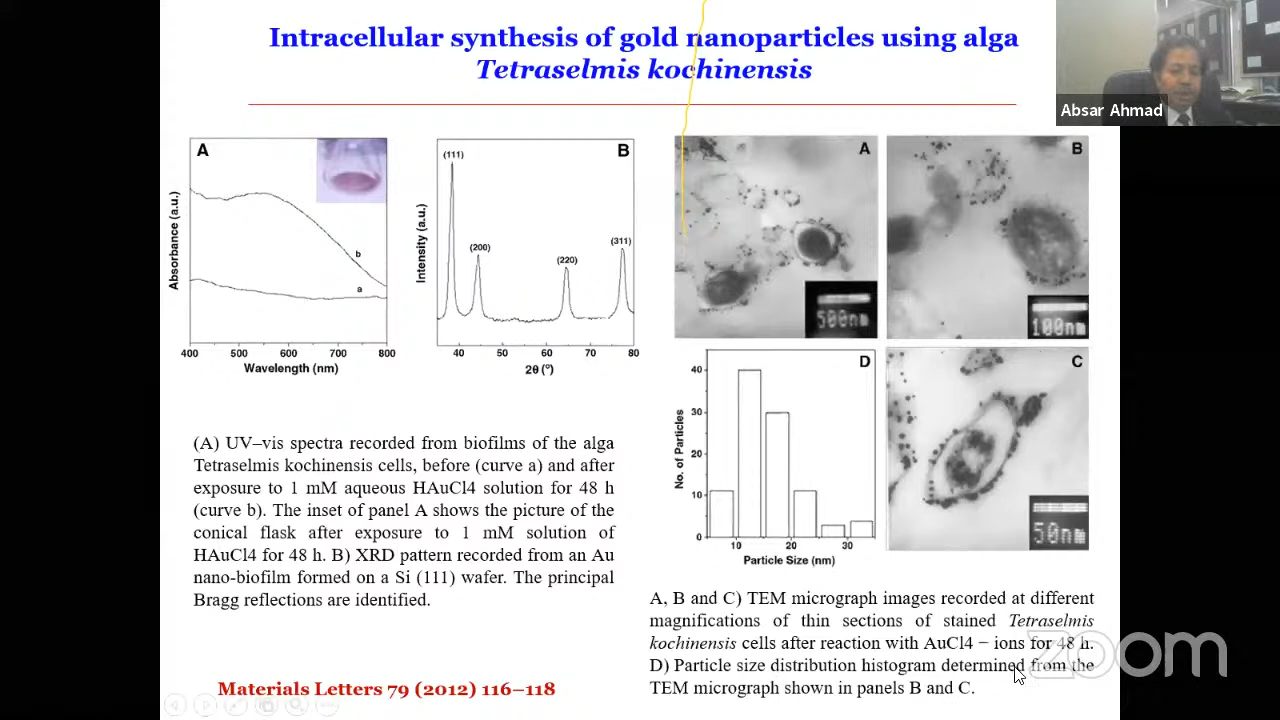 Intracellular synthesis of gold nanoparticles using alga
Tetraselmis kochinensis
Absar Ahmad
A
Absorbance (a.u.)
b
a
400 500 600 700 800
Wavelength (nm)
B
Intensity (a.u.)
(111)
(200)
(220)
(311)
40 50 60 70 80
2θ (°)
A
500nm
B
100nm
D
No. of Particles
40
30
20
10
0
10 20 30
Particle Size (nm)
C
50nm
(A) UV–vis spectra recorded from biofilms of the alga
Tetraselmis kochinensis cells, before (curve a) and after
exposure to 1 mM aqueous HAuCl4 solution for 48 h
(curve b). The inset of panel A shows the picture of the
conical flask after exposure to 1 mM solution of
HAuCl4 for 48 h. B) XRD pattern recorded from an Au
nano-biofilm formed on a Si (111) wafer. The principal
Bragg reflections are identified.
A, B and C) TEM micrograph images recorded at different
magnifications of thin sections of stained Tetraselmis
kochinensis cells after reaction with AuCl4 − ions for 48 h.
D) Particle size distribution histogram determined from the
TEM micrograph shown in panels B and C.
Materials Letters 79 (2012) 116–118
zoom